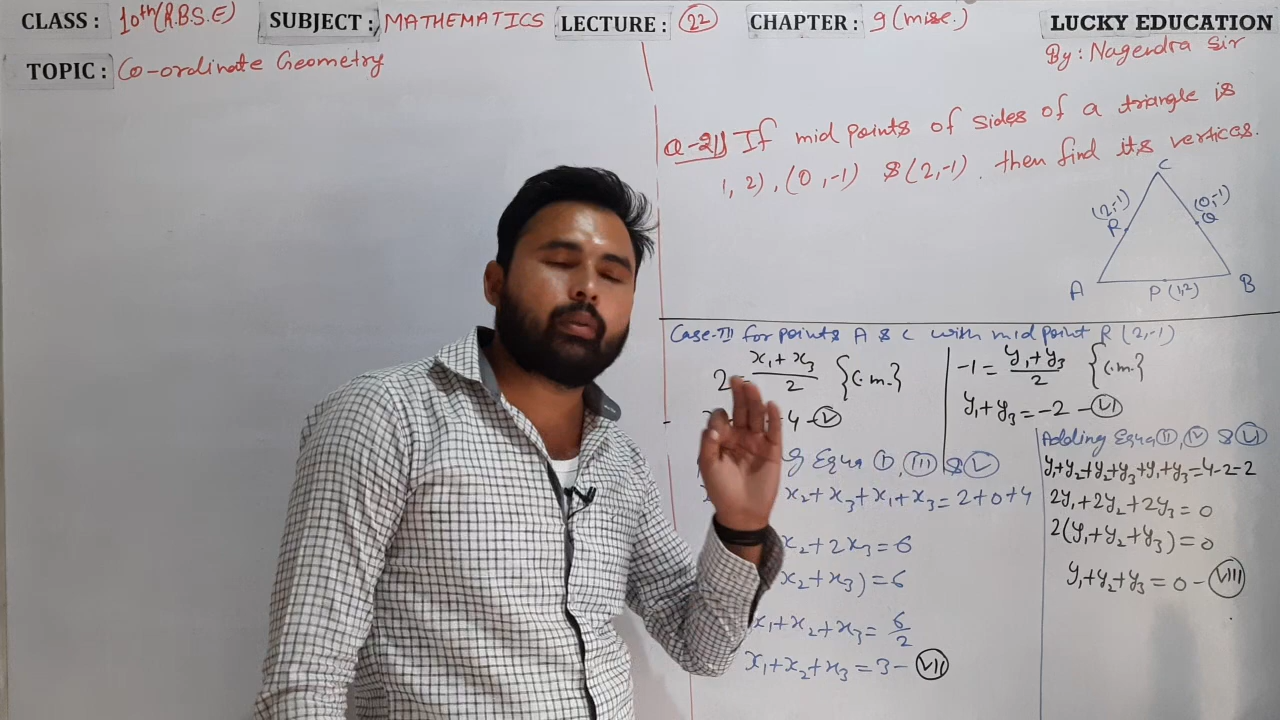 CLASS : 10th (R.B.S.E) SUBJECT : MATHEMATICS LECTURE : 22 CHAPTER : 9 (misc.) LUCKY EDUCATION
By : Nagendra Sir
TOPIC : Co-ordinate Geometry
Q-21) If mid points of sides of a triangle is
1, 2), (0, -1) & (2, -1), then find its vertices.
C
(2,-1) (0,-1)
R Q
A B
P (1,2)
Case-III for points A & C with mid point R (2, -1)
2 = x₁ + x₃ / 2 {C.m.}
4 - V
-1 = y₁ + y₃ / 2 {C.m.}
y₁ + y₃ = -2 - VI
Equa I, III & V
x₂ + x₃ + x₁ + x₃ = 2 + 0 + 4
x₂ + 2x₃ = 6
x₂ + x₃) = 6
x₁ + x₂ + x₃ = 6/2
x₁ + x₂ + x₃ = 3 - VII
Adding Equa II, IV & VI
y₁+y₂+y₂+y₃+y₁+y₃=4-2-2
2y₁+2y₂+2y₃=0
2(y₁+y₂+y₃)=0
y₁+y₂+y₃=0 - VIII